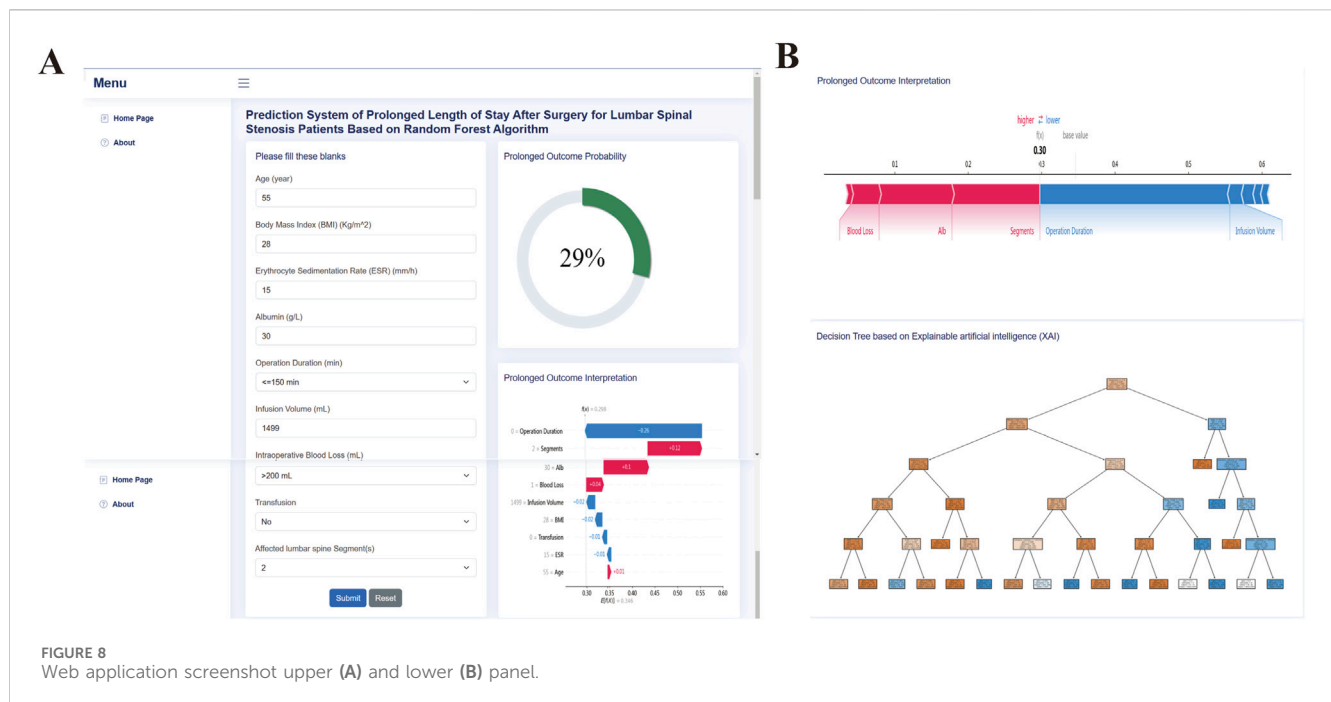 A
Menu
Home Page
About
Prediction System of Prolonged Length of Stay After Surgery for Lumbar Spinal
Stenosis Patients Based on Random Forest Algorithm
Please fill these blanks
Age (year)
55
Body Mass Index (BMI) (Kg/m^2)
28
Erythrocyte Sedimentation Rate (ESR) (mm/h)
15
Albumin (g/L)
30
Operation Duration (min)
<=150 min
Infusion Volume (mL)
1499
Intraoperative Blood Loss (mL)
>200 mL
Transfusion
No
Affected lumbar spine Segment(s)
2
Submit Reset
Home Page
About
Prolonged Outcome Probability
29%
Prolonged Outcome Interpretation
f(x) = 0.288
0 = Operation Duration −0.26
2 = Segments +0.12
30 = Alb +0.1
1 = Blood Loss +0.04
1499 = Infusion Volume −0.02
28 = BMI −0.02
0 = Transfusion −0.01
15 = ESR −0.01
55 = Age +0.01
0.30 0.35 0.40 0.45 0.50 0.55 0.60
E[f(X)] = 0.346
B
Prolonged Outcome Interpretation
higher ⇄ lower
f(x) base value
0.30
0.1 0.2 0.3 0.4 0.5 0.6
Blood Loss Alb Segments Operation Duration Infusion Volume
Decision Tree based on Explainable artificial intelligence (XAI)
FIGURE 8
Web application screenshot upper (A) and lower (B) panel.